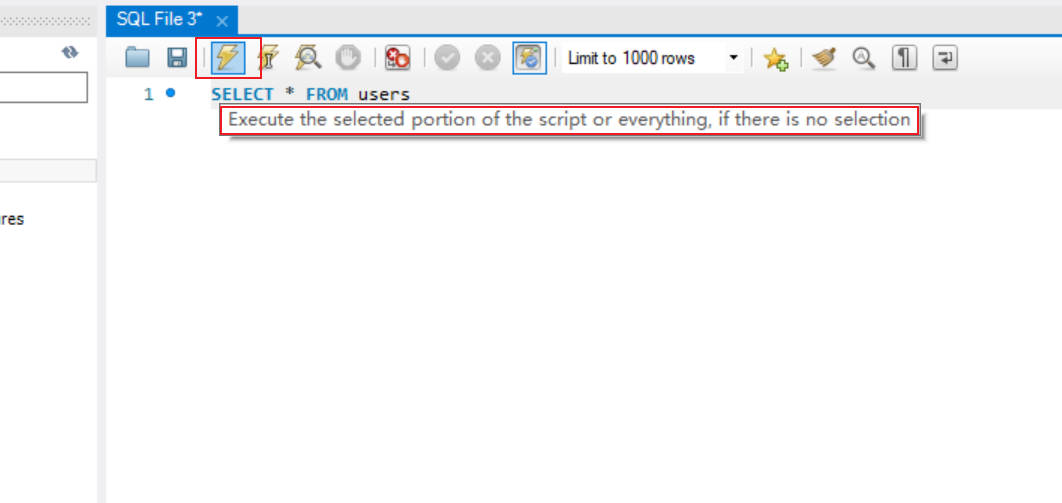 SQL File 3*
Limit to 1000 rows
1 SELECT * FROM users
Execute the selected portion of the script or everything, if there is no selection
res